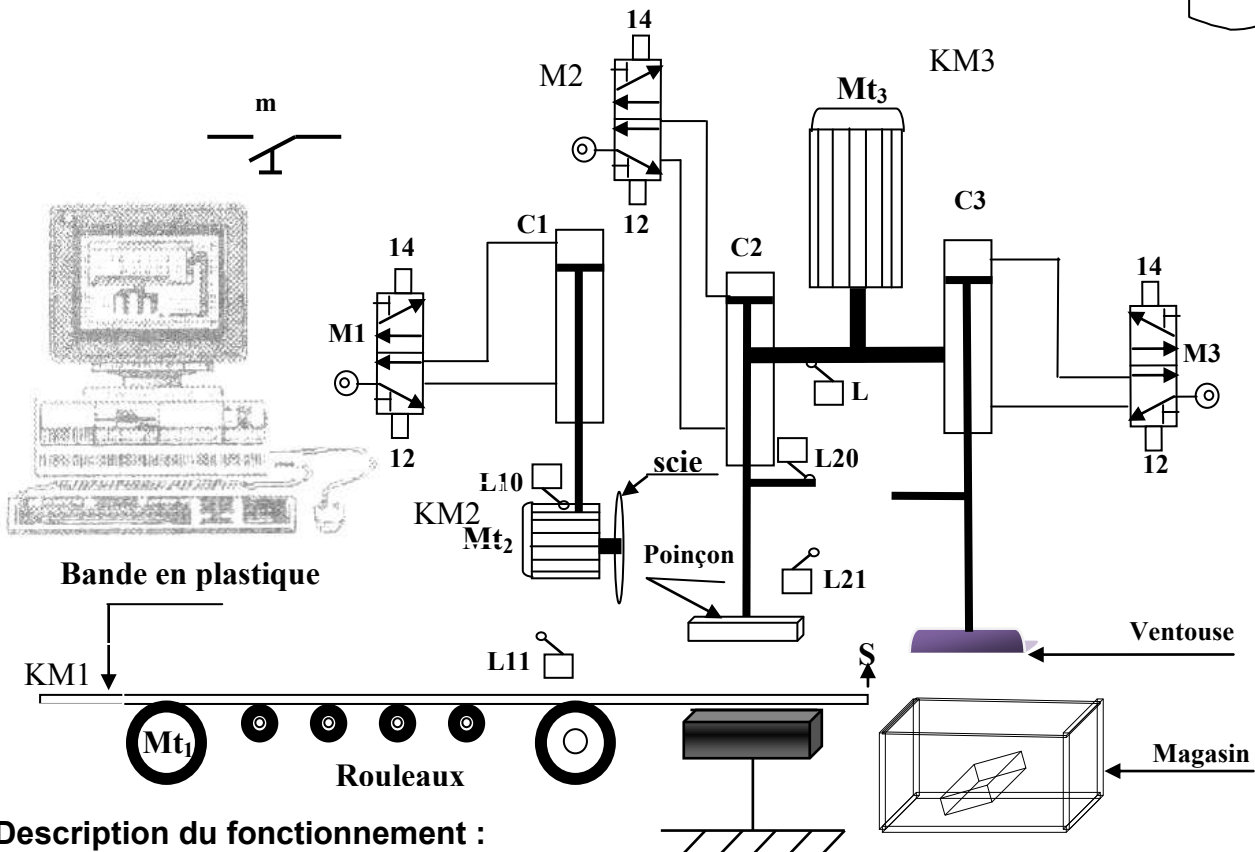 14
M2
KM3
Mt3
m
12
C3
C1
C2
14
14
M1
M3
L
12
L20
scie
12
L10
KM2
Mt2
Poinçon
L21
Bande en plastique
Ventouse
L11
S
KM1
Mt1
Magasin
Rouleaux
Description du fonctionnement :